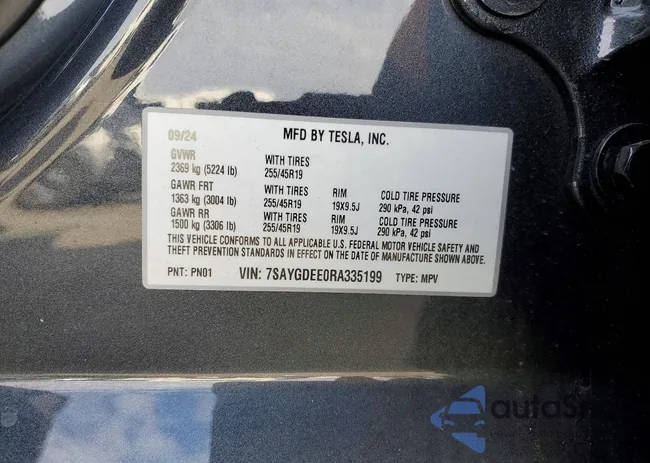 09/24 MFD BY TESLA, INC.
GVWR WITH TIRES
2369 kg (5224 lb) 255/45R19
GAWR FRT WITH TIRES RIM COLD TIRE PRESSURE
1363 kg (3004 lb) 255/45R19 19X9.5J 290 kPa, 42 psi
GAWR RR WITH TIRES RIM COLD TIRE PRESSURE
1500 kg (3306 lb) 255/45R19 19X9.5J 290 kPa, 42 psi
THIS VEHICLE CONFORMS TO ALL APPLICABLE U.S. FEDERAL MOTOR VEHICLE SAFETY AND
THEFT PREVENTION STANDARDS IN EFFECT ON THE DATE OF MANUFACTURE SHOWN ABOVE.
PNT: PN01 VIN: 7SAYGDEE0RA335199 TYPE: MPV